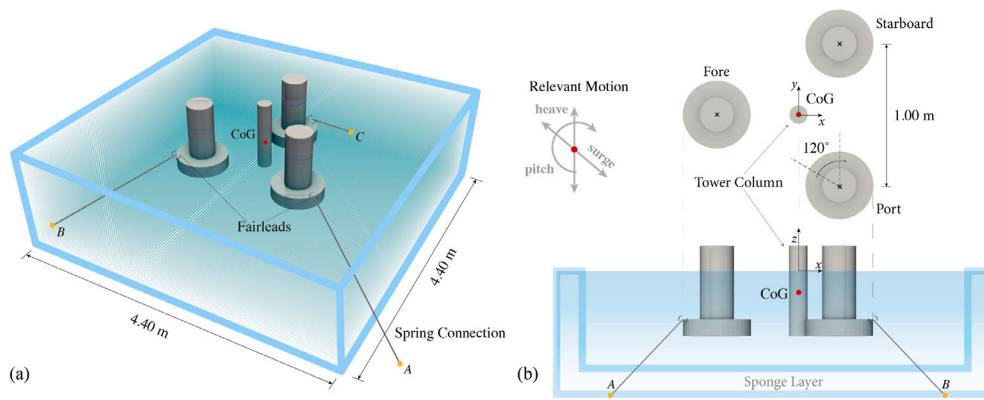 CoG
C
B
Fairleads
4.40 m
4.40 m
Spring Connection
A
(a)
Starboard
Fore
Relevant Motion
heave
surge
pitch
y
CoG
x
1.00 m
120°
Tower Column
Port
z
x
CoG
A
B
Sponge Layer
(b)